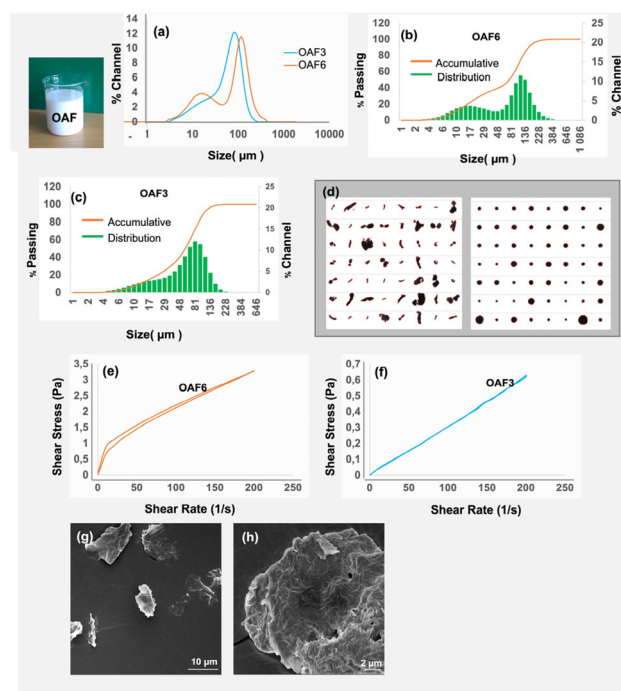 OAF
(a)
OAF3
OAF6
% Channel
14
12
10
8
6
4
2
0
- 1 10 100 1000 10000
Size( µm )
(b)
OAF6
Accumulative
Distribution
% Passing
120
100
80
60
40
20
0
% Channel
25
20
15
10
5
0
1 2 4 6 10 17 29 48 81 136 228 384 646 1 086
Size( µm )
(c)
OAF3
Accumulative
Distribution
% Passing
120
100
80
60
40
20
0
% Channel
25
20
15
10
5
0
1 2 4 6 10 17 29 48 81 136 228 384 646
Size( µm )
(d)
(e)
OAF6
Shear Stress (Pa)
3,5
3
2,5
2
1,5
1
0,5
0
0 50 100 150 200 250
Shear Rate (1/s)
(f)
OAF3
Shear Stress (Pa)
0,7
0,6
0,5
0,4
0,3
0,2
0,1
0
0 50 100 150 200 250
Shear Rate (1/s)
(g)
10 µm
(h)
2 µm